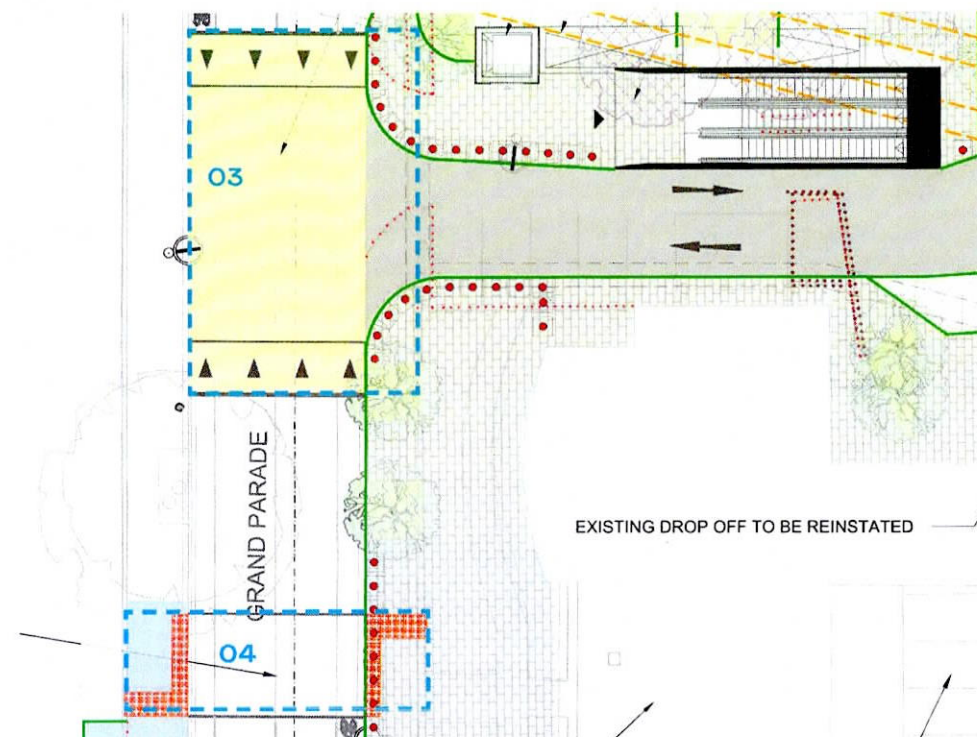 03
GRAND PARADE
EXISTING DROP OFF TO BE REINSTATED
04